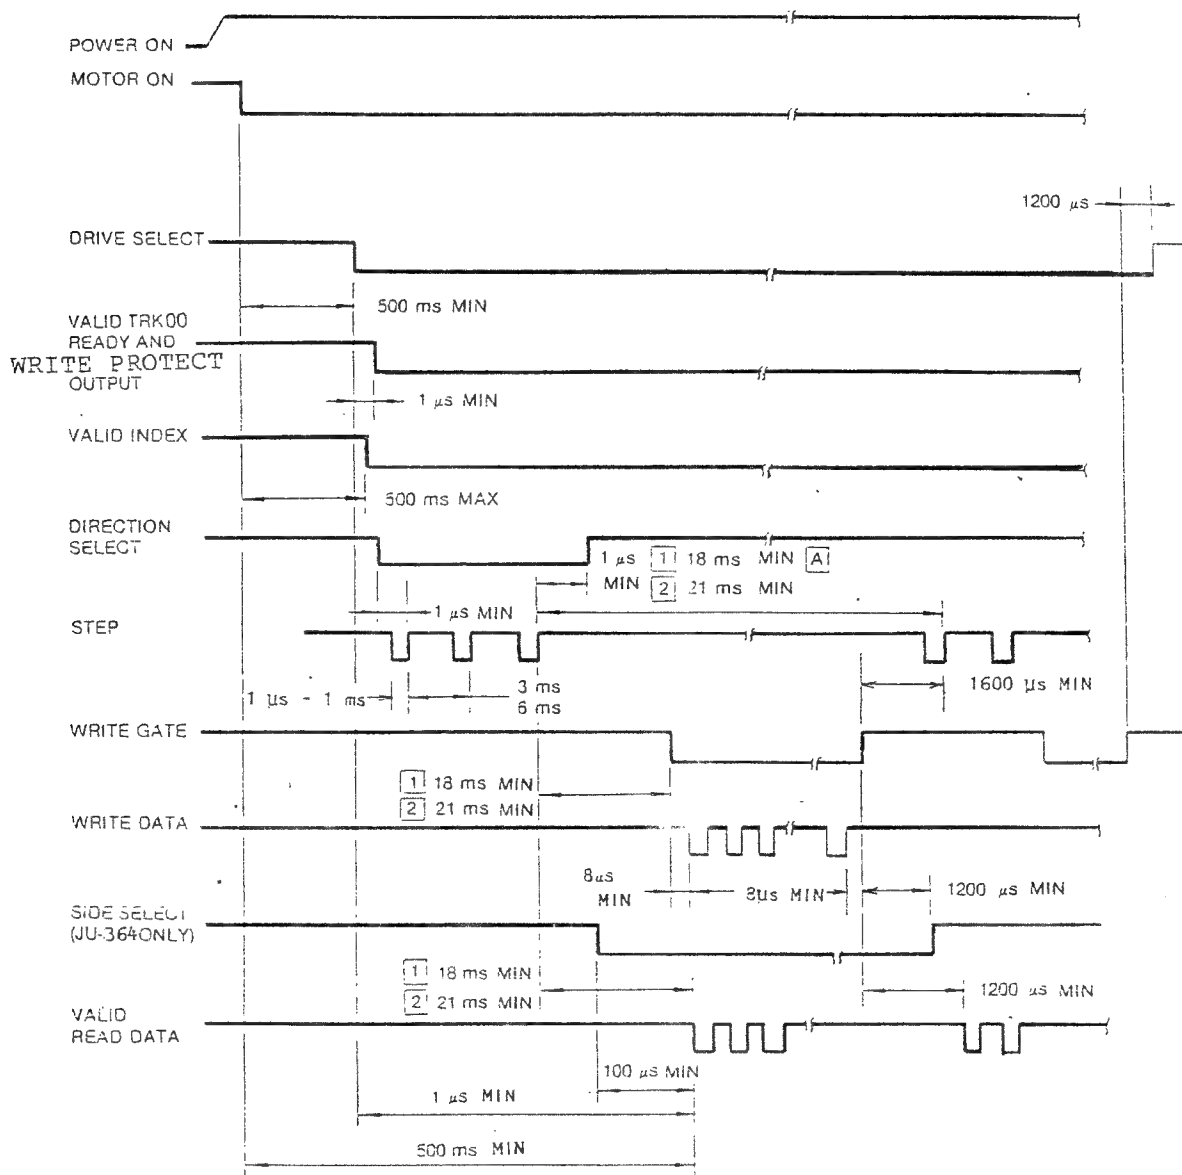 POWER ON
MOTOR ON
1200 µs
DRIVE SELECT
500 ms MIN
VALID TRK00
READY AND
WRITE PROTECT
OUTPUT
1 µs MIN
VALID INDEX
500 ms MAX
DIRECTION
SELECT
1 µs 1 18 ms MIN A
MIN 2 21 ms MIN
1 µs MIN
STEP
1 µs - 1 ms
3 ms
6 ms
1600 µs MIN
WRITE GATE
1 18 ms MIN
2 21 ms MIN
WRITE DATA
8µs
MIN
8µs MIN
1200 µs MIN
SIDE SELECT
(JU-364 ONLY)
1 18 ms MIN
2 21 ms MIN
1200 µs MIN
VALID
READ DATA
100 µs MIN
1 µs MIN
500 ms MIN